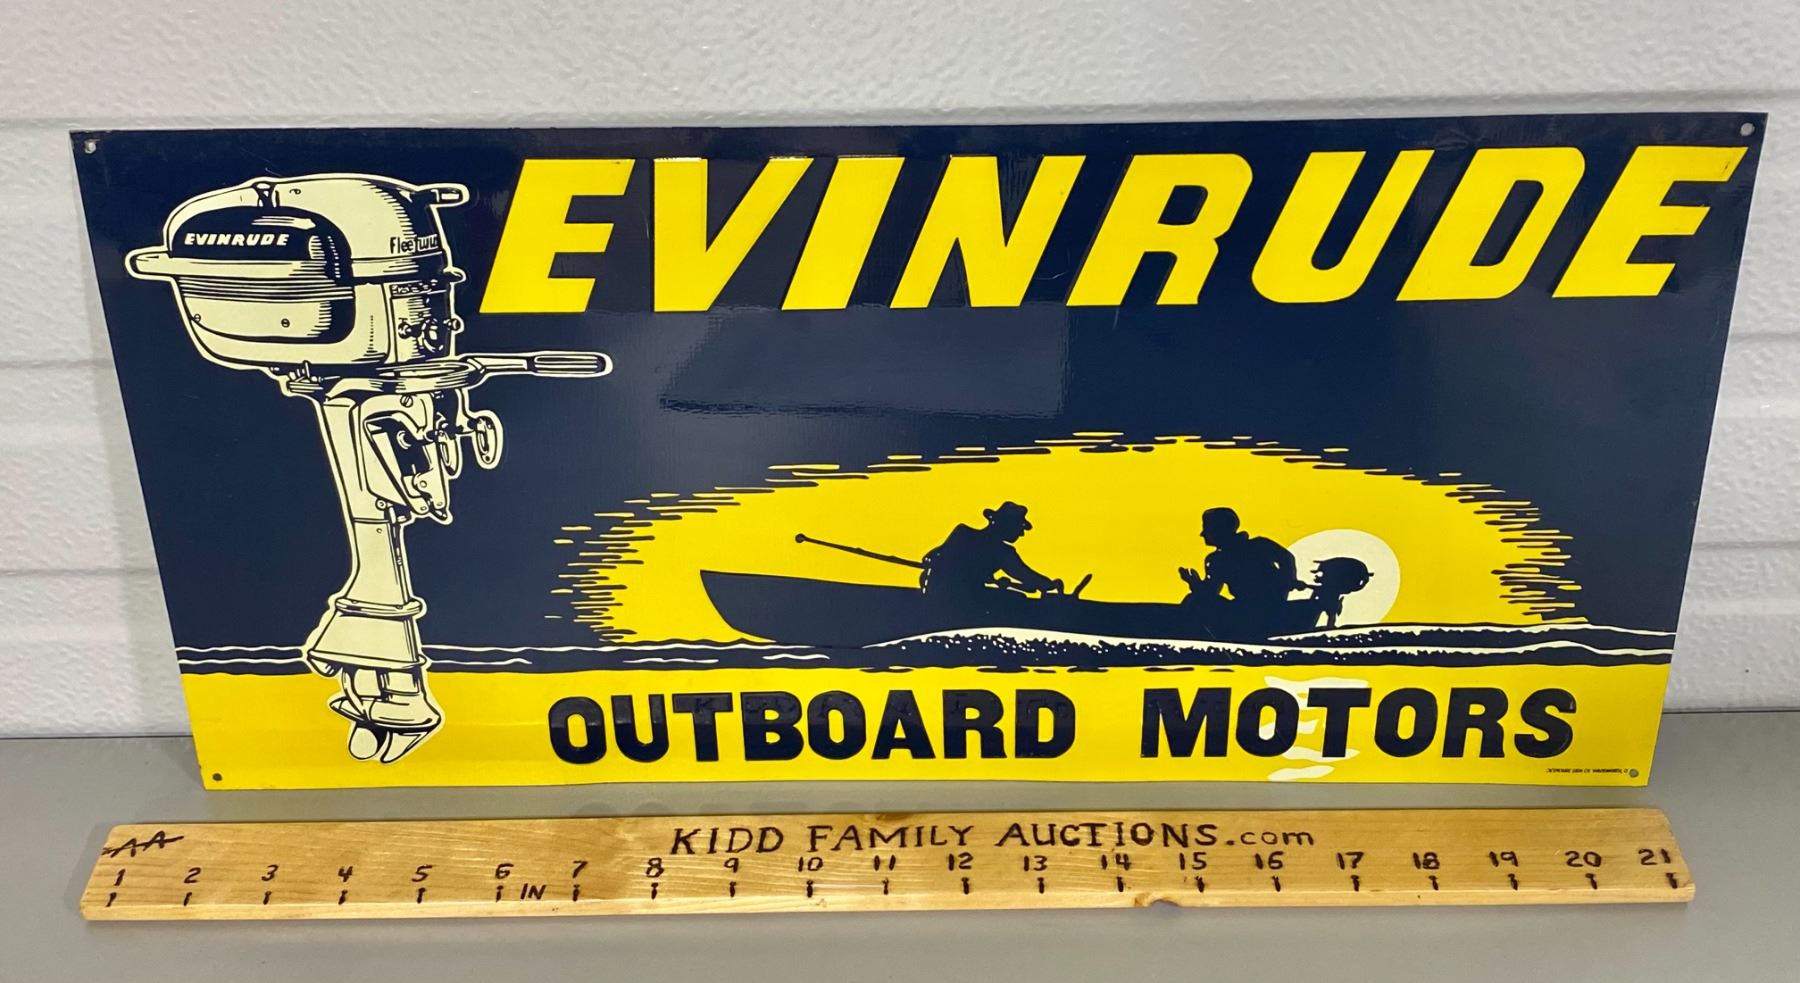 EVINRUDE
EVINRUDE
OUTBOARD MOTORS
AA
KIDD FAMILY AUCTIONS.com
1 2 3 4 5 6 7 8 9 10 11 12 13 14 15 16 17 18 19 20 21
IN